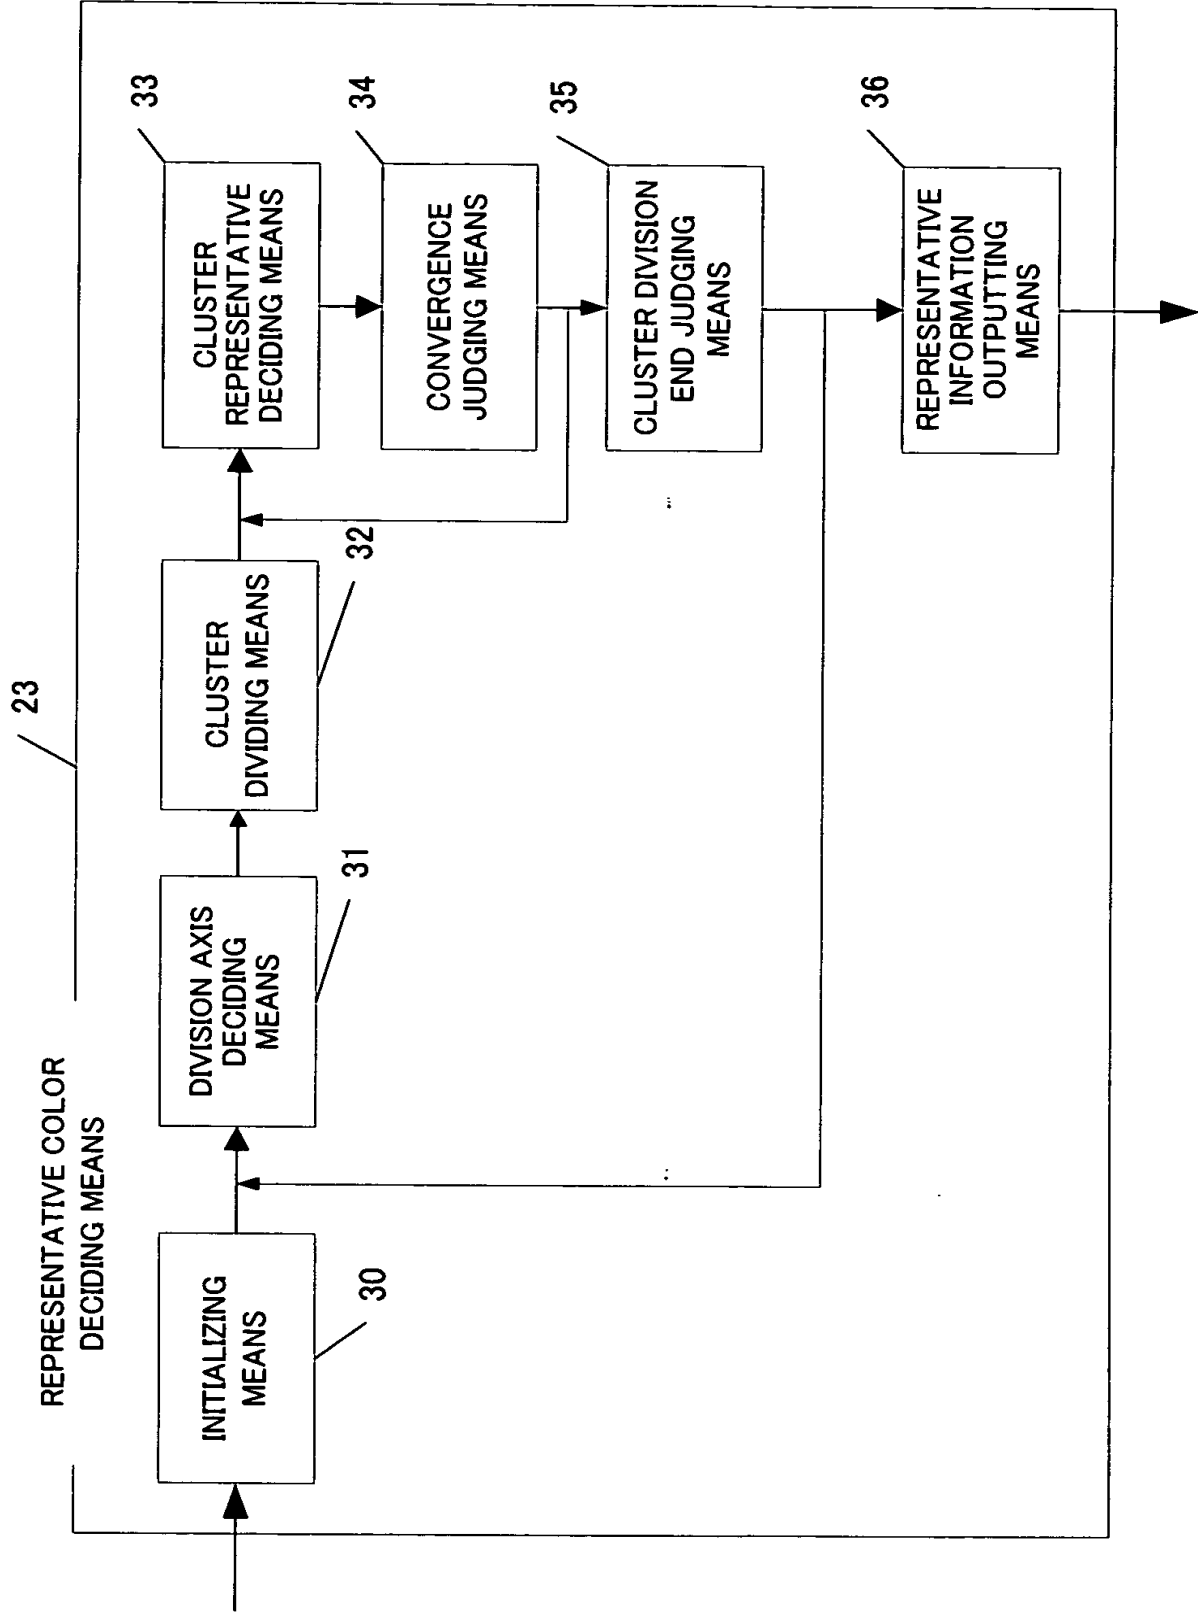 REPRESENTATIVE COLOR
DECIDING MEANS
23
INITIALIZING
MEANS
30
DIVISION AXIS
DECIDING
MEANS
31
CLUSTER
DIVIDING MEANS
32
CLUSTER
REPRESENTATIVE
DECIDING MEANS
33
CONVERGENCE
JUDGING MEANS
34
CLUSTER DIVISION
END JUDGING
MEANS
35
REPRESENTATIVE
INFORMATION
OUTPUTTING
MEANS
36